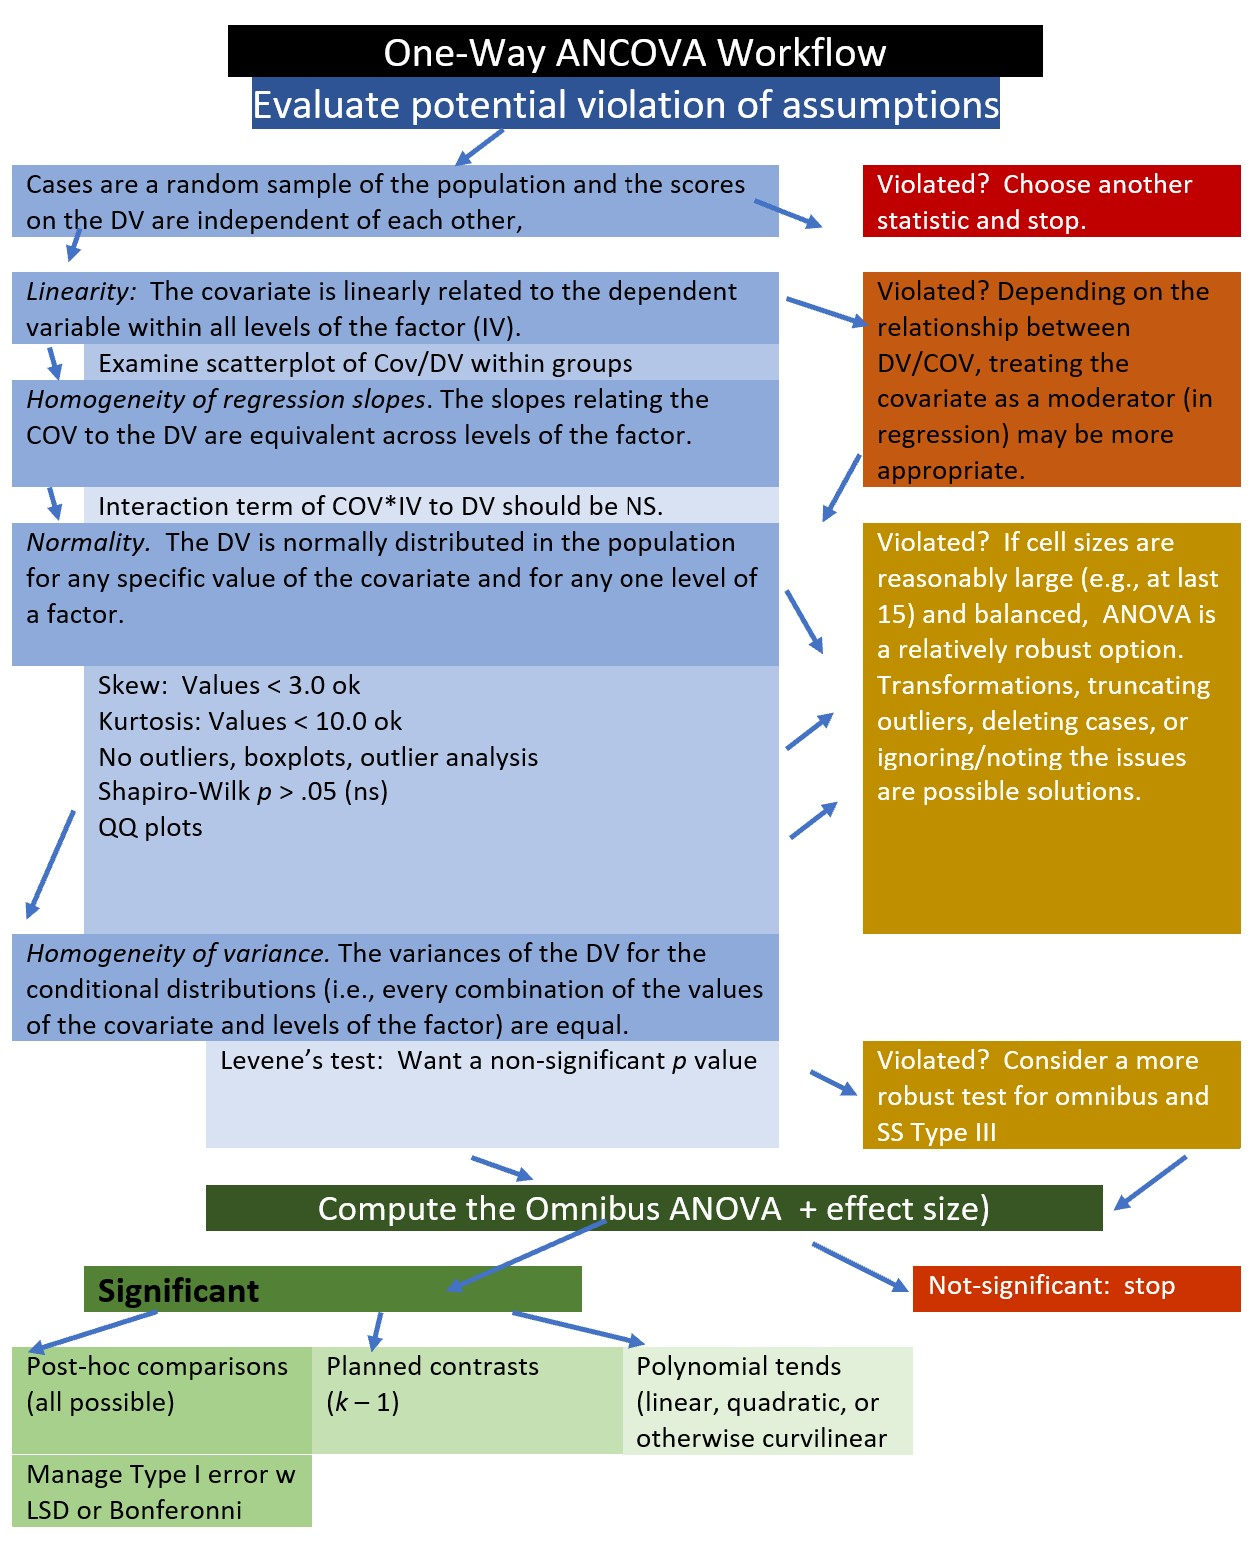 One-Way ANCOVA Workflow
Evaluate potential violation of assumptions
Cases are a random sample of the population and the scores
on the DV are independent of each other,
Violated?  Choose another
statistic and stop.
Linearity:  The covariate is linearly related to the dependent
variable within all levels of the factor (IV).
Examine scatterplot of Cov/DV within groups
Homogeneity of regression slopes. The slopes relating the
COV to the DV are equivalent across levels of the factor.
Interaction term of COV*IV to DV should be NS.
Violated? Depending on the
relationship between
DV/COV, treating the
covariate as a moderator (in
regression) may be more
appropriate.
Normality.  The DV is normally distributed in the population
for any specific value of the covariate and for any one level of
a factor.
Skew:  Values < 3.0 ok
Kurtosis: Values < 10.0 ok
No outliers, boxplots, outlier analysis
Shapiro-Wilk p > .05 (ns)
QQ plots
Violated?  If cell sizes are
reasonably large (e.g., at last
15) and balanced,  ANOVA is
a relatively robust option.
Transformations, truncating
outliers, deleting cases, or
ignoring/noting the issues
are possible solutions.
Homogeneity of variance. The variances of the DV for the
conditional distributions (i.e., every combination of the values
of the covariate and levels of the factor) are equal.
Levene’s test:  Want a non-significant p value
Violated?  Consider a more
robust test for omnibus and
SS Type III
Compute the Omnibus ANOVA  + effect size)
Significant
Not-significant:  stop
Post-hoc comparisons
(all possible)
Planned contrasts
(k – 1)
Polynomial tends
(linear, quadratic, or
otherwise curvilinear
Manage Type I error w
LSD or Bonferonni